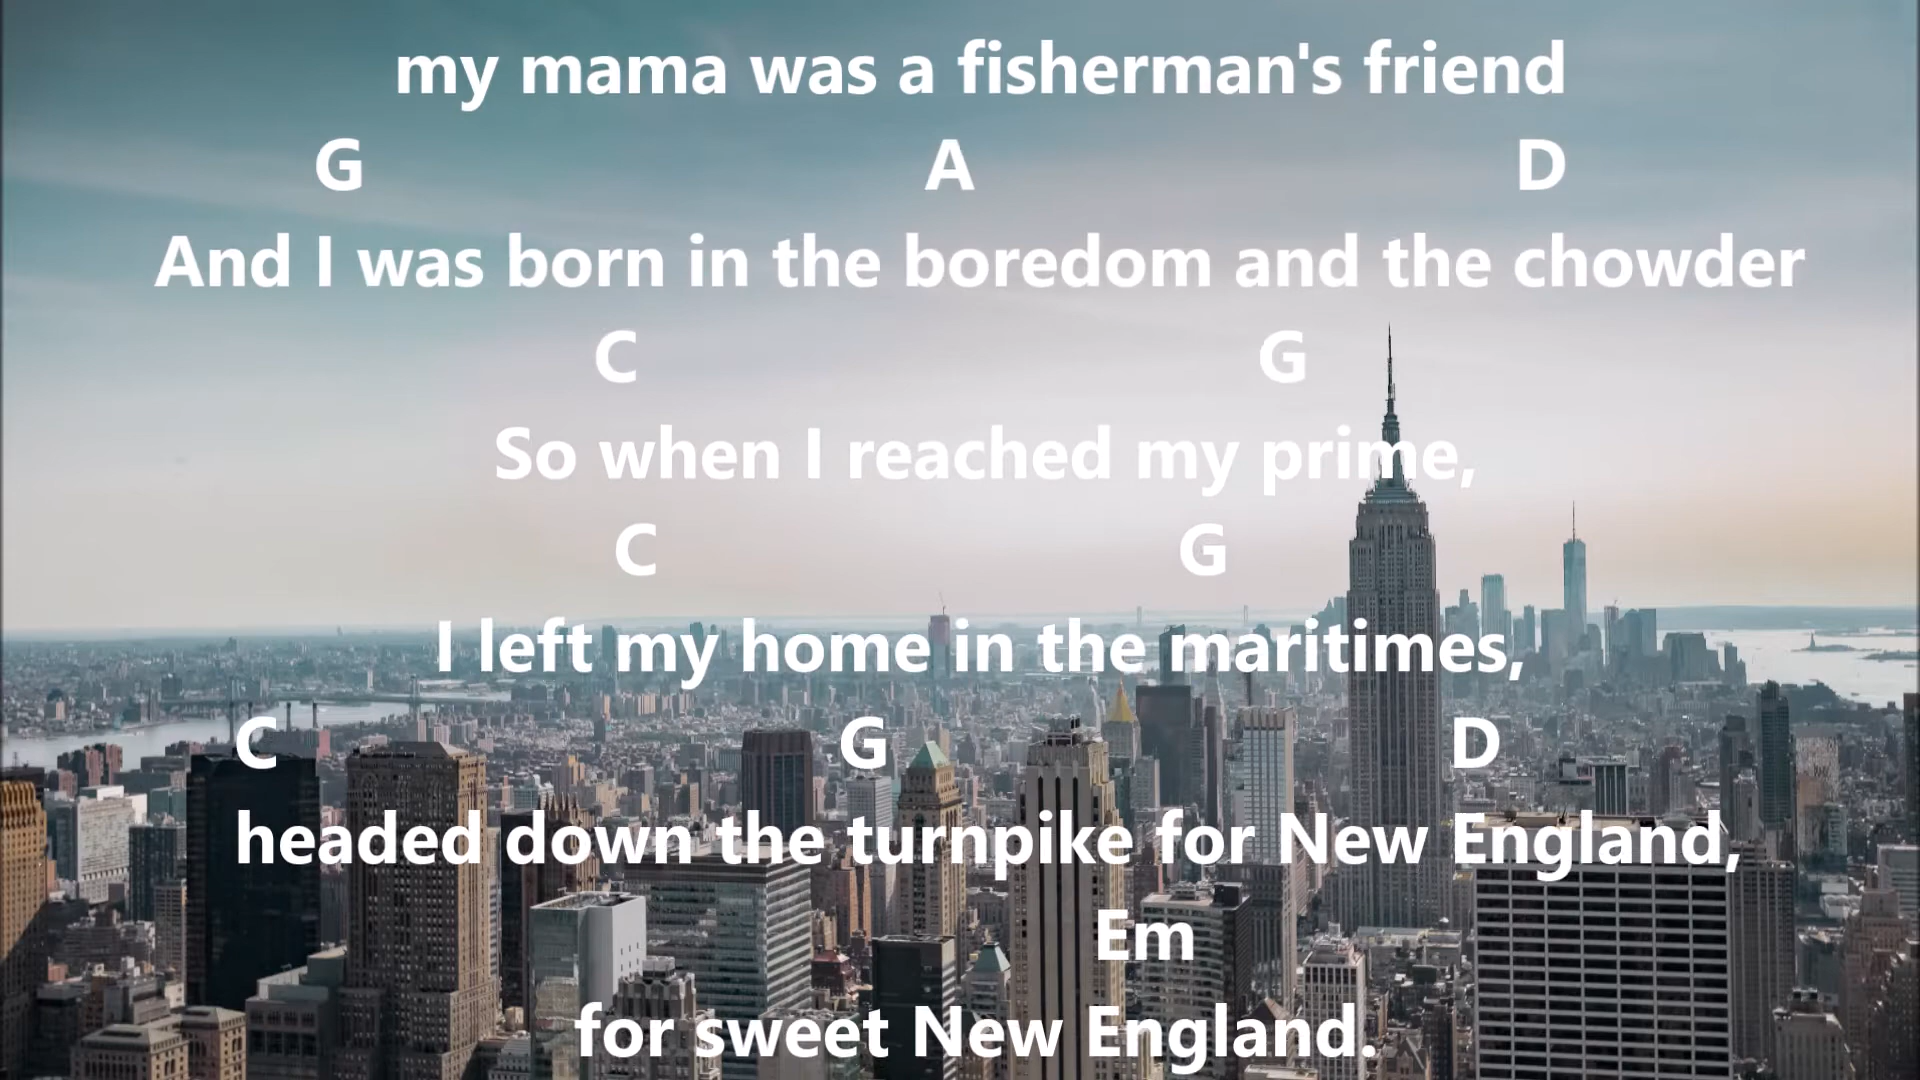 my mama was a fisherman's friend
G A D
And I was born in the boredom and the chowder
C G
So when I reached my prime,
C G
I left my home in the maritimes,
C G D
headed down the turnpike for New England,
Em
for sweet New England.